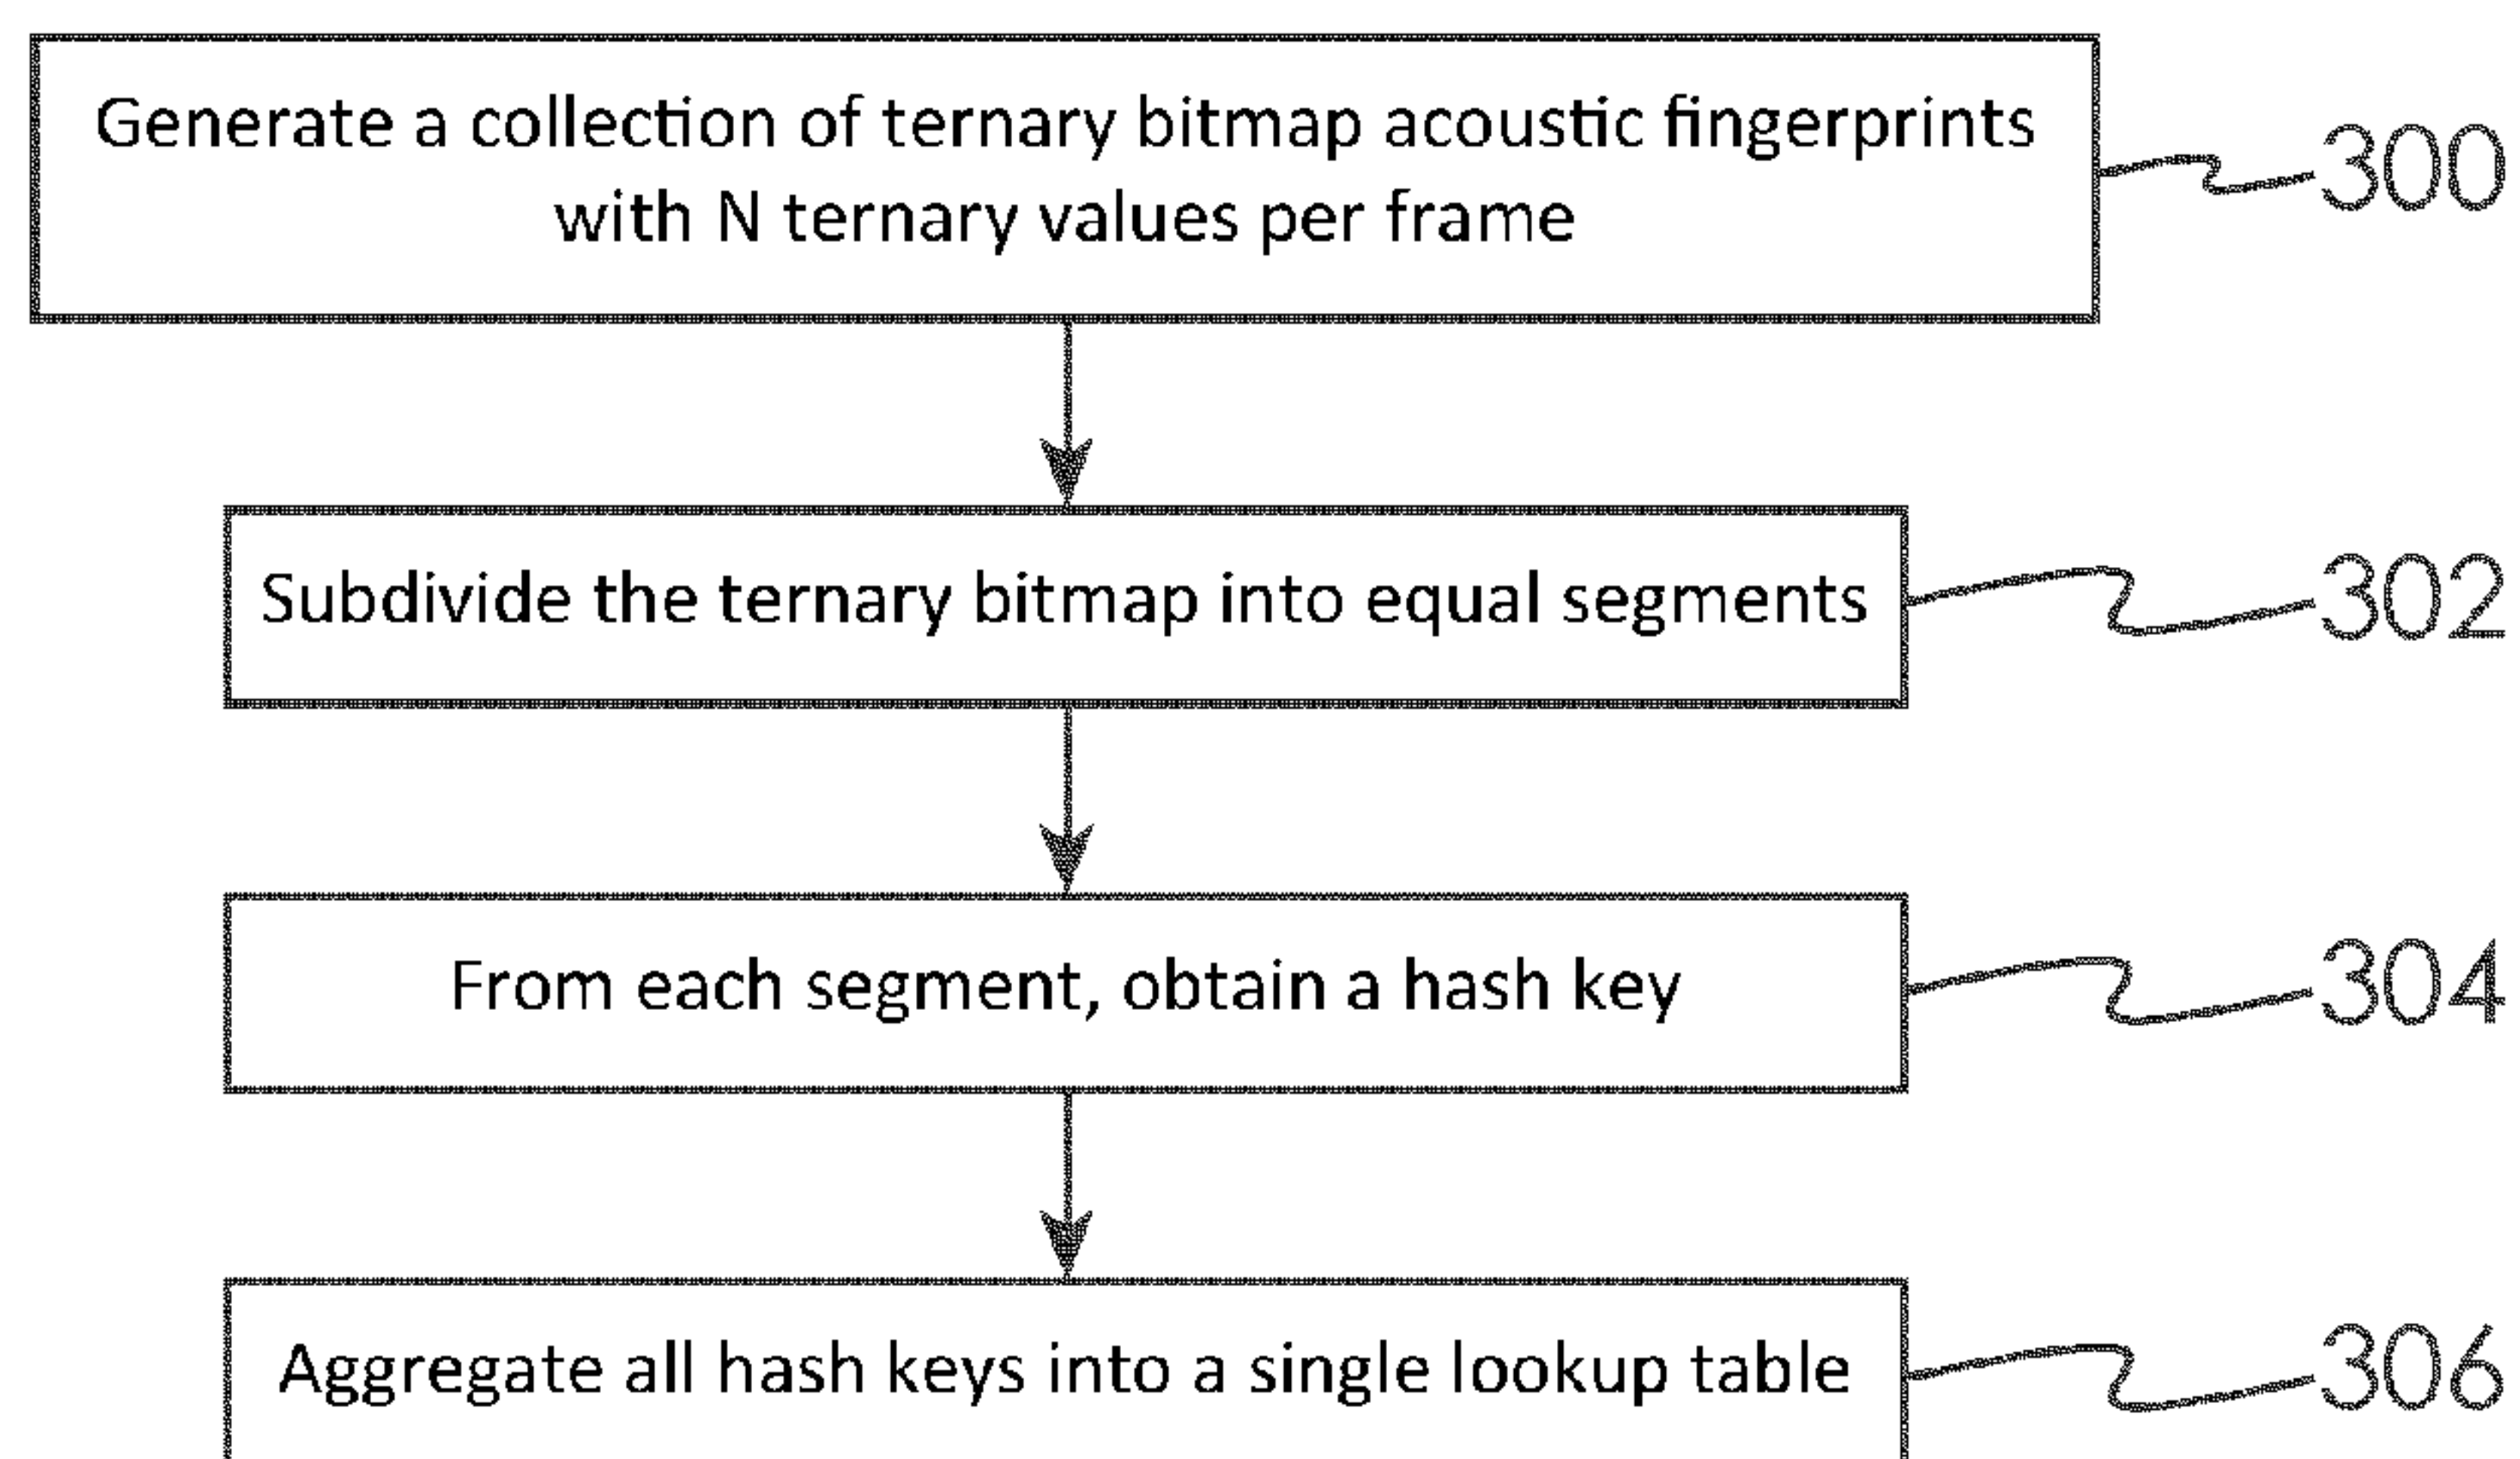 Generate a collection of ternary bitmap acoustic fingerprints
with N ternary values per frame
300
Subdivide the ternary bitmap into equal segments
302
From each segment, obtain a hash key
304
Aggregate all hash keys into a single lookup table
306